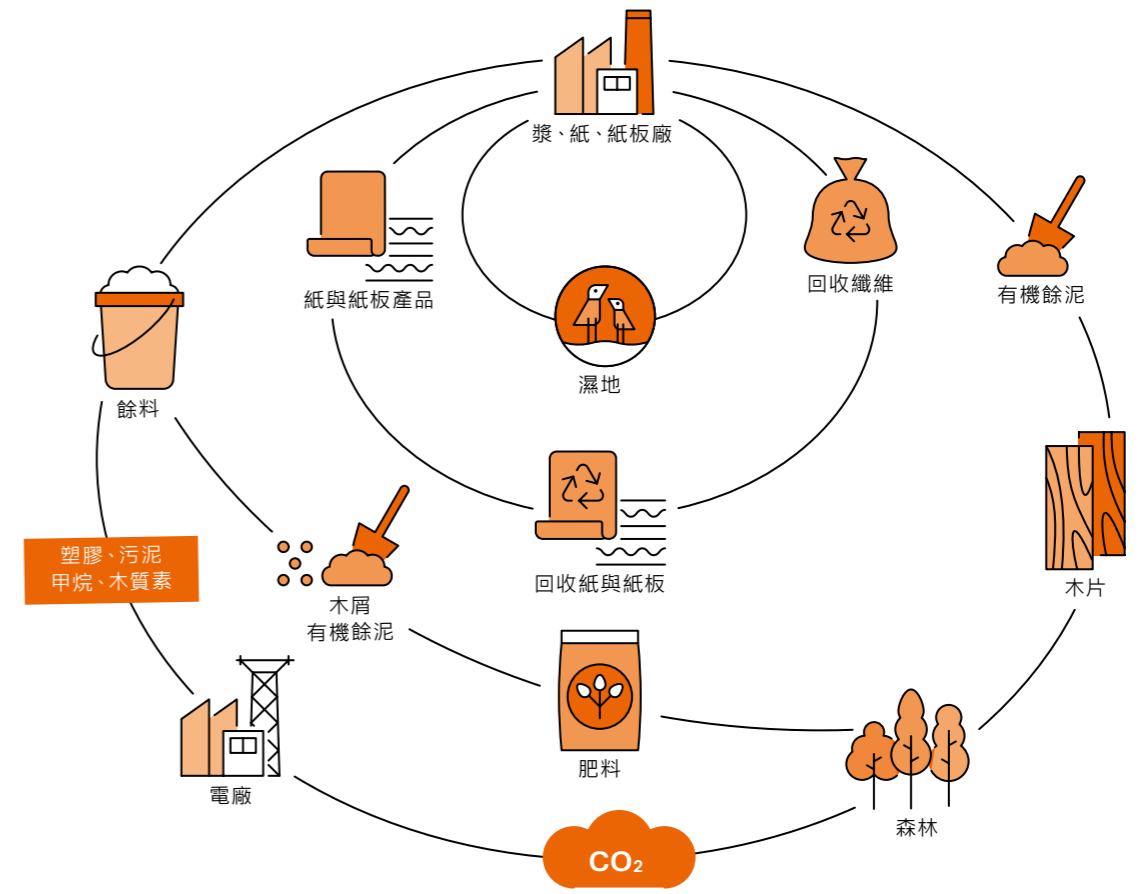 漿、紙、紙板廠
紙與紙板產品
回收纖維
有機餘泥
濕地
餘料
塑膠、污泥
甲烷、木質素
木屑
有機餘泥
回收紙與紙板
木片
肥料
電廠
森林
CO₂